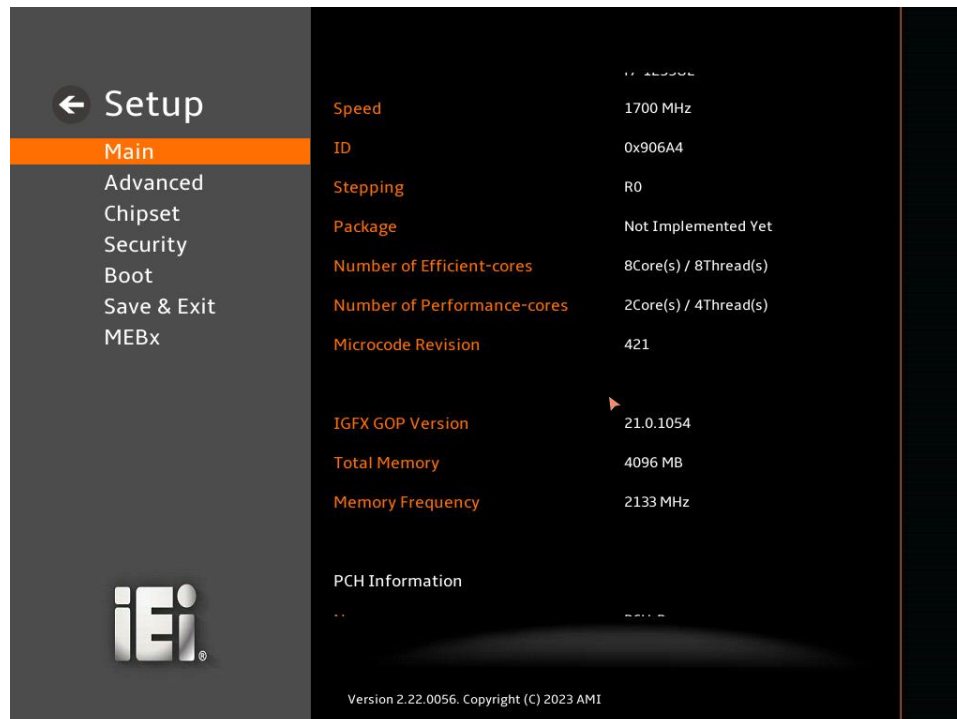 Setup
Main
Advanced
Chipset
Security
Boot
Save & Exit
MEBx
iEi®
Speed 1700 MHz
ID 0x906A4
Stepping R0
Package Not Implemented Yet
Number of Efficient-cores 8Core(s) / 8Thread(s)
Number of Performance-cores 2Core(s) / 4Thread(s)
Microcode Revision 421
IGFX GOP Version 21.0.1054
Total Memory 4096 MB
Memory Frequency 2133 MHz
PCH Information
Version 2.22.0056. Copyright (C) 2023 AMI